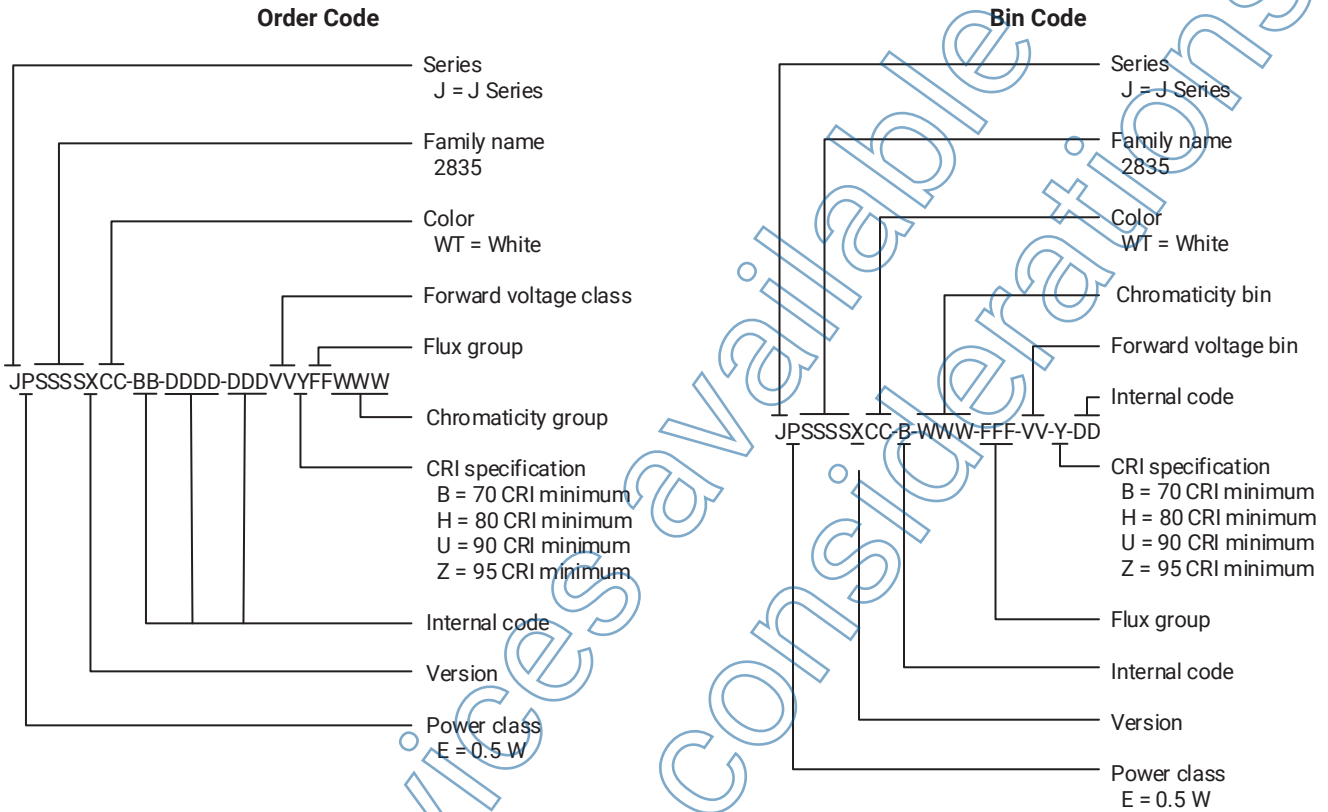 Order Code
Series
J = J Series
Family name
2835
Color
WT = White
Forward voltage class
Flux group
JPSSSSXCC-BB-DDDD-DDDVVYFFWWW
Chromaticity group
CRI specification
B = 70 CRI minimum
H = 80 CRI minimum
U = 90 CRI minimum
Z = 95 CRI minimum
Internal code
Version
Power class
E = 0.5 W
Bin Code
Series
J = J Series
Family name
2835
Color
WT = White
Chromaticity bin
Forward voltage bin
Internal code
JPSSSSXCC-B-WWW-FFF-VV-Y-DD
CRI specification
B = 70 CRI minimum
H = 80 CRI minimum
U = 90 CRI minimum
Z = 95 CRI minimum
Flux group
Internal code
Version
Power class
E = 0.5 W
vices available
considerations